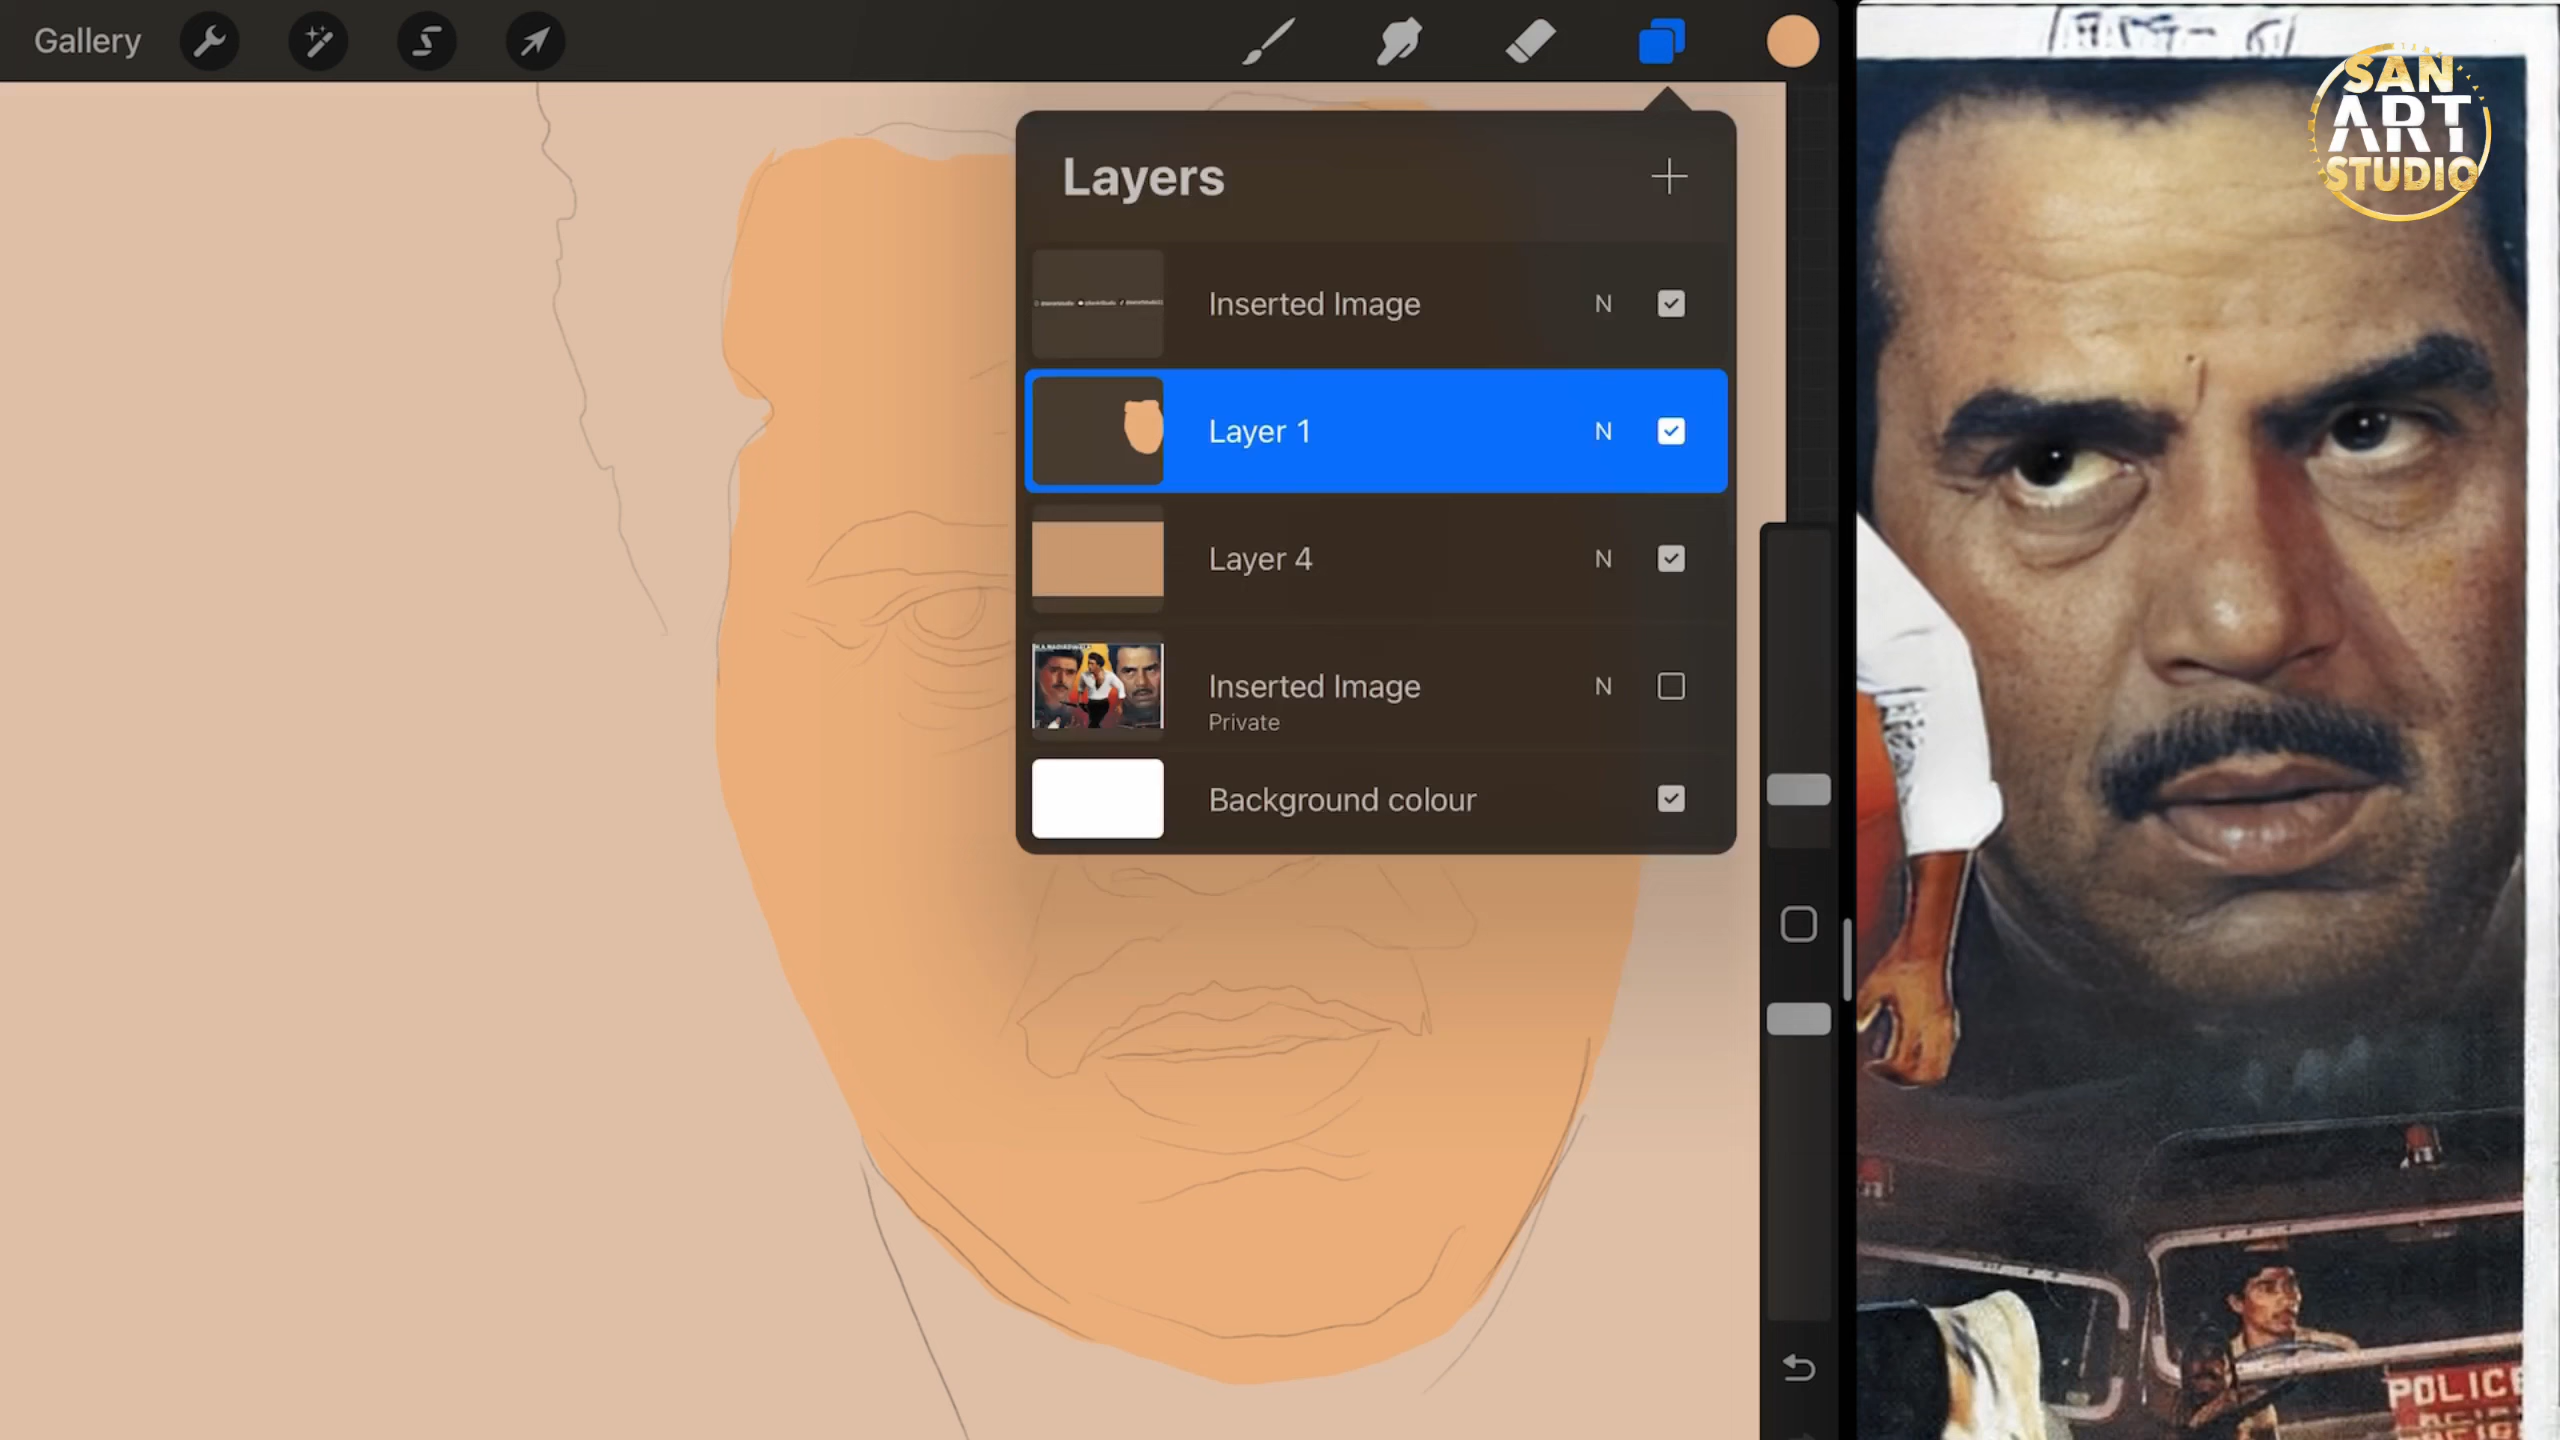 Gallery
Layers
Inserted Image N
Layer 1 N
Layer 4 N
Inserted Image N
Private
Background colour
SAN
ART
STUDIO
POLICE